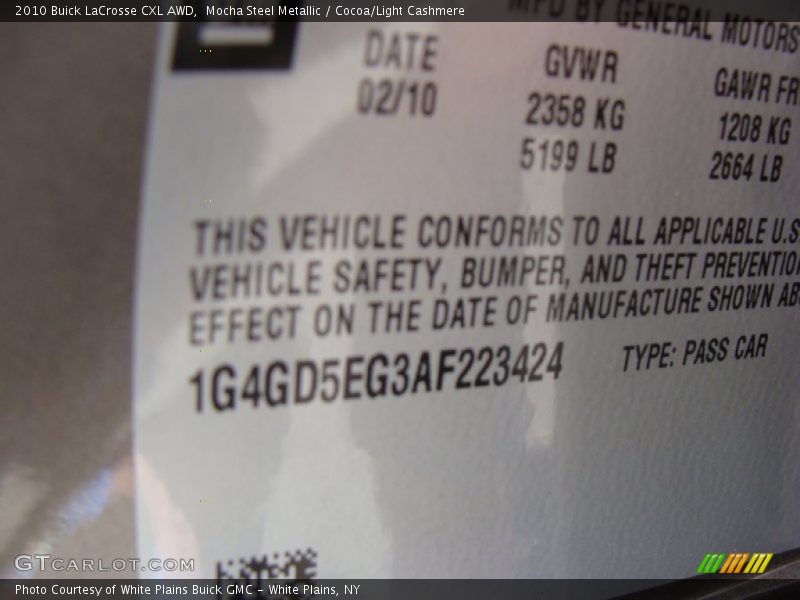 2010 Buick LaCrosse CXL AWD, Mocha Steel Metallic / Cocoa/Light Cashmere
MFD BY GENERAL MOTORS
DATE GVWR GAWR FR
02/10 2358 KG 1208 KG
5199 LB 2664 LB
THIS VEHICLE CONFORMS TO ALL APPLICABLE U.S
VEHICLE SAFETY, BUMPER, AND THEFT PREVENTIO
EFFECT ON THE DATE OF MANUFACTURE SHOWN AB
1G4GD5EG3AF223424 TYPE: PASS CAR
GTCARLOT.COM
Photo Courtesy of White Plains Buick GMC – White Plains, NY